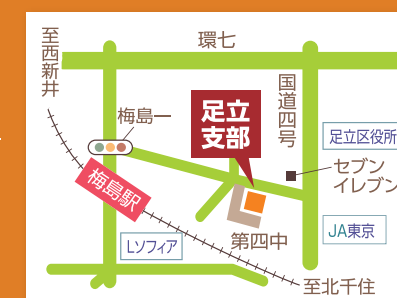 至西新井
環七
国道四号
梅島一
足立
支部
足立区役所
セブン
イレブン
梅島駅
JA東京
Lソフィア
第四中
至北千住